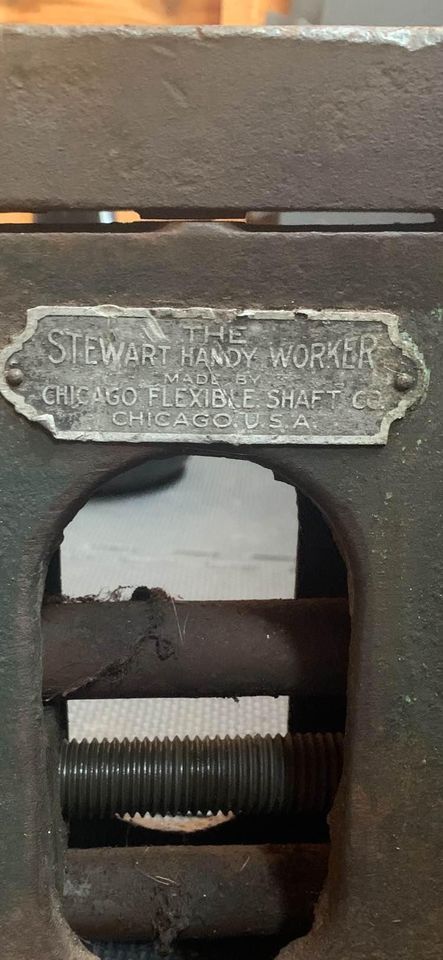 THE
STEWART HANDY WORKER
MADE BY
CHICAGO FLEXIBLE SHAFT CO.
CHICAGO. U.S.A.